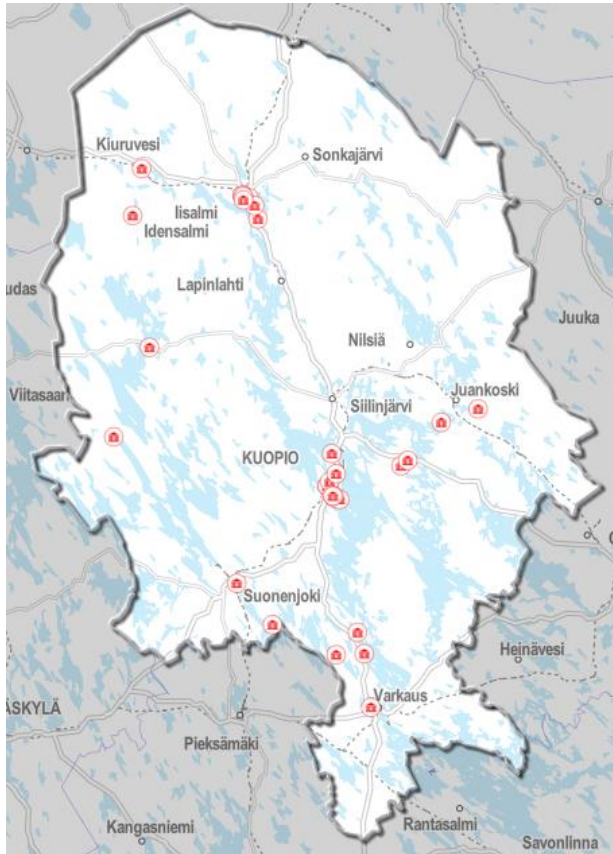 Kiuruvesi
Sonkajärvi
Iisalmi
Idensalmi
Lapinlahti
udas
Juuka
Nilsiä
Viitasaari
Juankoski
Siilinjärvi
KUOPIO
Suonenjoki
Heinävesi
Varkaus
ÄSKYLÄ
Pieksämäki
Rantasalmi
Kangasniemi
Savonlinna